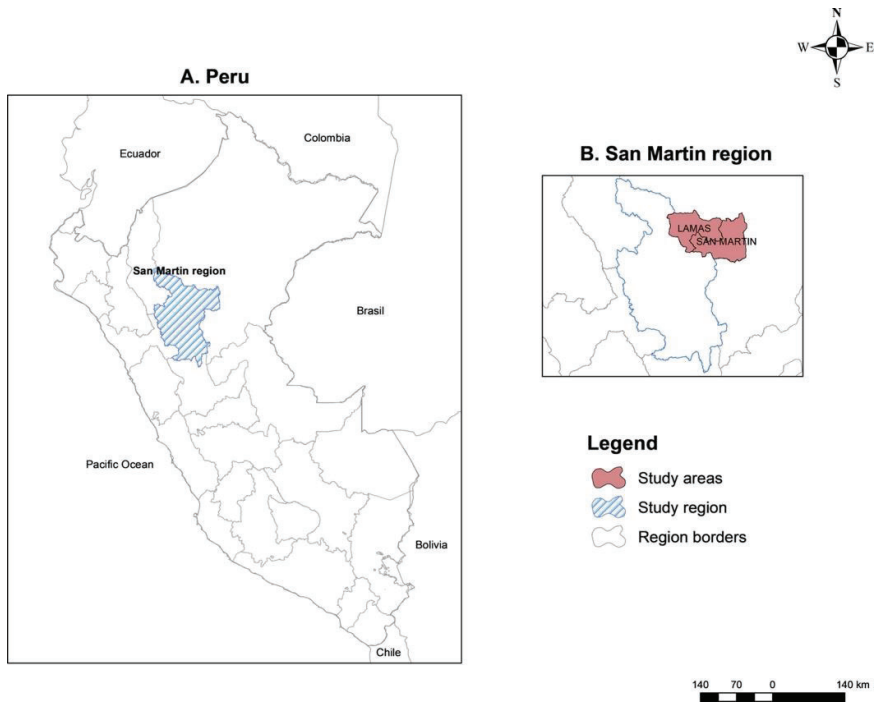 N
W E
S
A. Peru
Colombia
Ecuador
San Martin region
Brasil
Pacific Ocean
Bolivia
Chile
B. San Martin region
LAMAS
SAN MARTIN
Legend
Study areas
Study region
Region borders
140 70 0 140 km